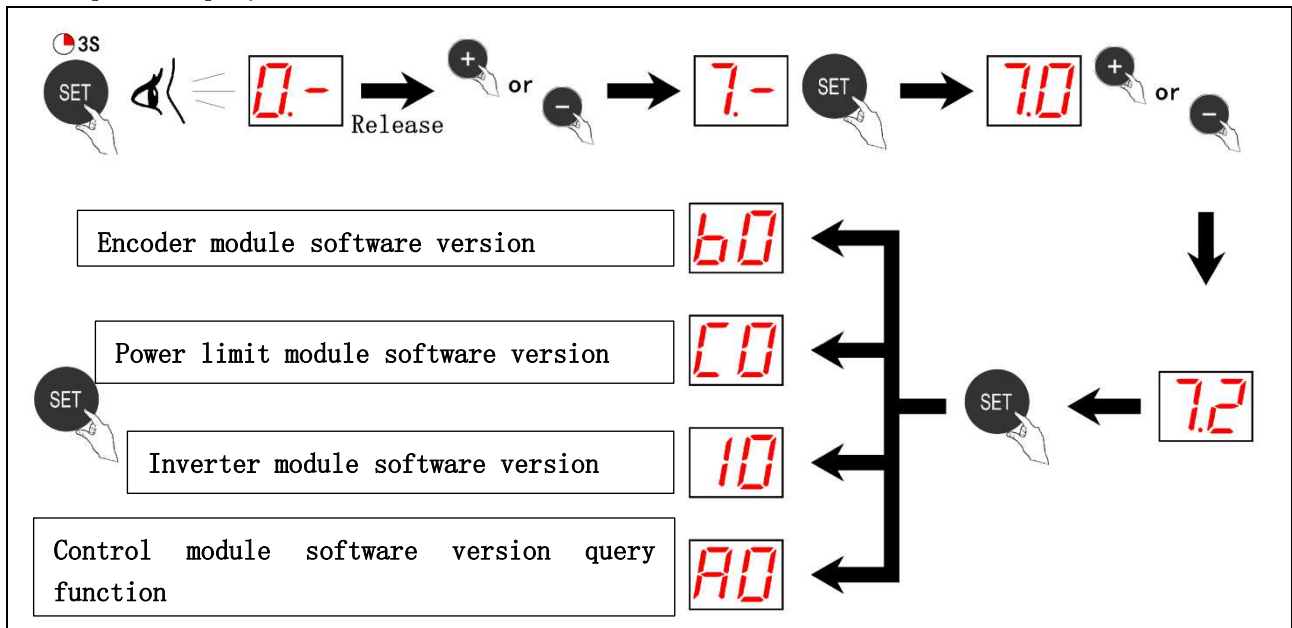 3S
SET
0.-
Release
+
or
-
7.-
SET
7.0
+
or
-
Encoder module software version
b0
Power limit module software version
C0
SET
SET
7.2
Inverter module software version
10
Control module software version query
function
A0